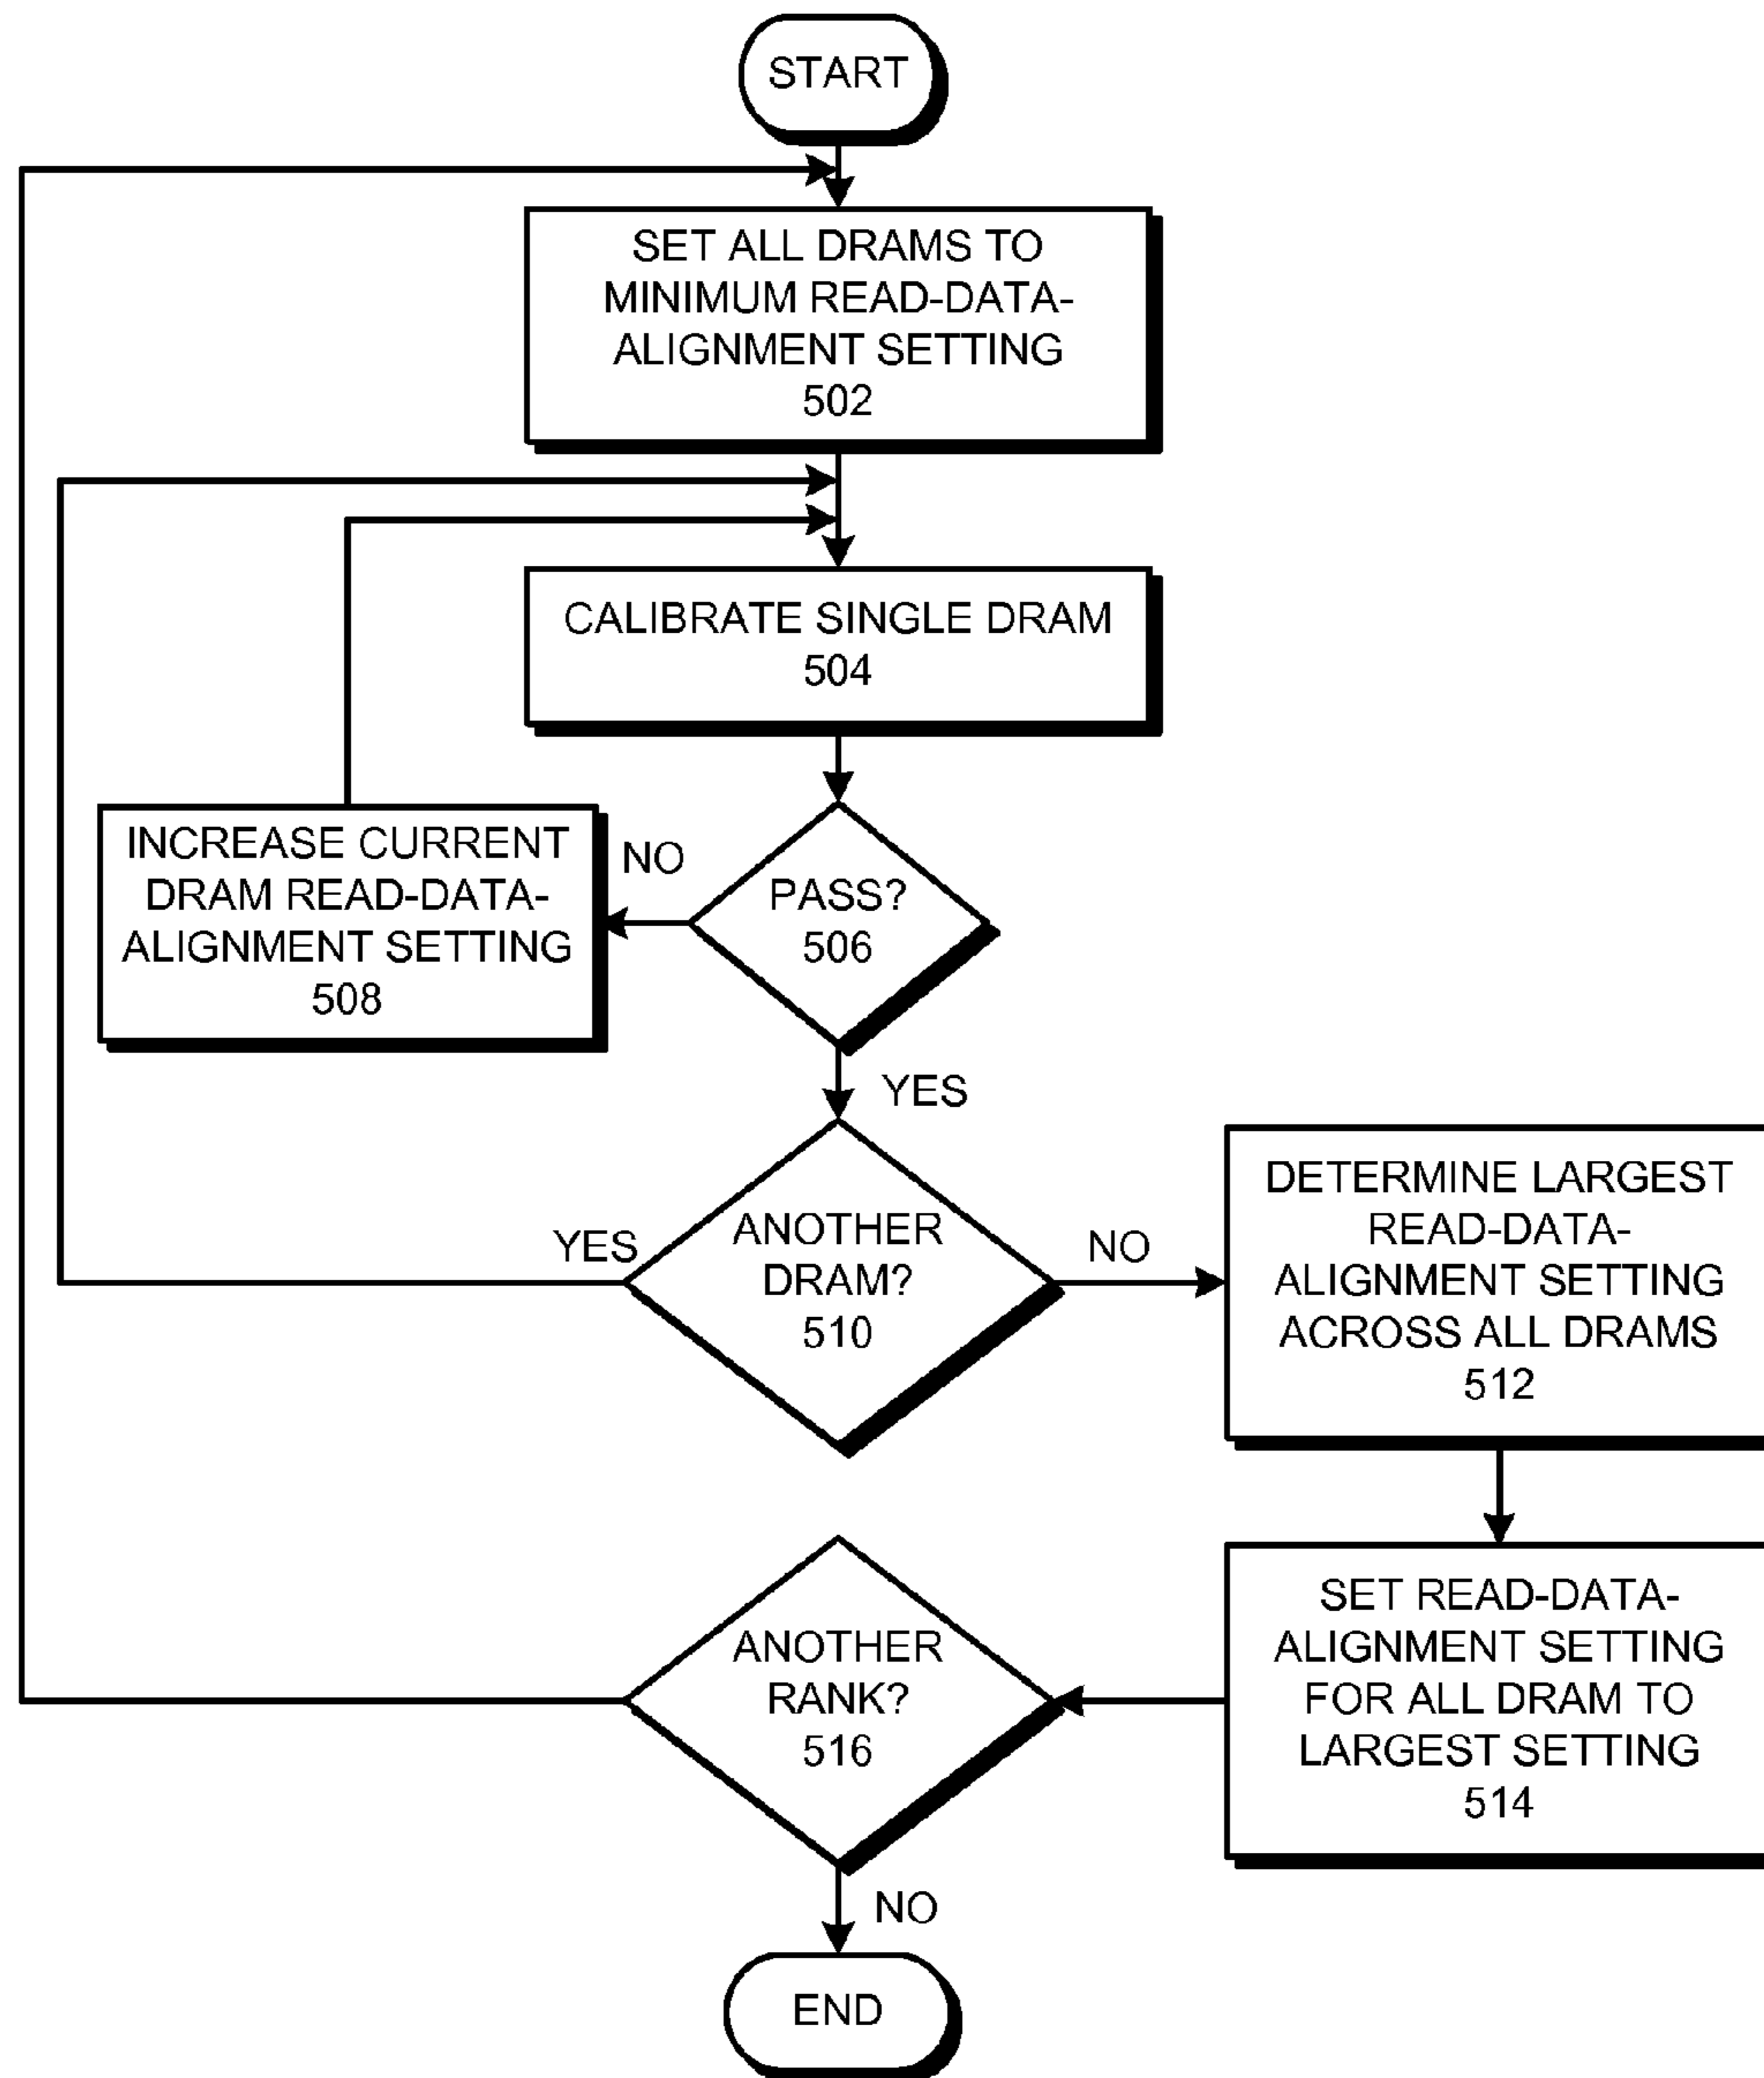 START
SET ALL DRAMS TO
MINIMUM READ-DATA-
ALIGNMENT SETTING
502
CALIBRATE SINGLE DRAM
504
INCREASE CURRENT
DRAM READ-DATA-
ALIGNMENT SETTING
508
NO
PASS?
506
YES
YES
ANOTHER
DRAM?
510
NO
DETERMINE LARGEST
READ-DATA-
ALIGNMENT SETTING
ACROSS ALL DRAMS
512
SET READ-DATA-
ALIGNMENT SETTING
FOR ALL DRAM TO
LARGEST SETTING
514
ANOTHER
RANK?
516
NO
END